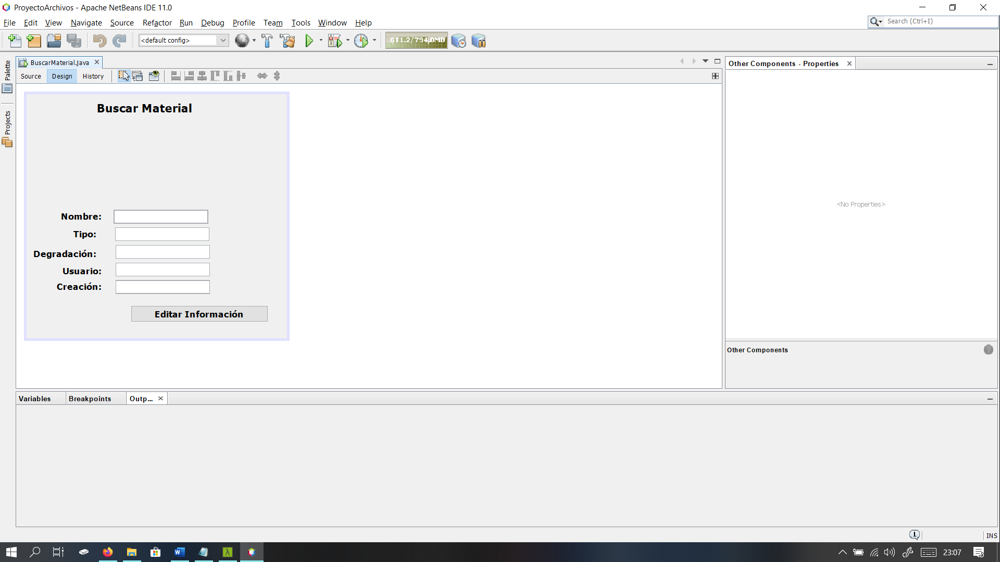 ProyectoArchivos - Apache NetBeans IDE 11.0
File Edit View Navigate Source Refactor Run Debug Profile Team Tools Window Help
Search (Ctrl+I)
<default config>
611.2/794.0MB
Palette
Projects
BuscarMaterial.java
Source Design History
Buscar Material
Nombre:
Tipo:
Degradación:
Usuario:
Creación:
Editar Información
Other Components - Properties
<No Properties>
Other Components
?
Variables Breakpoints Outp...
1
INS
23:07